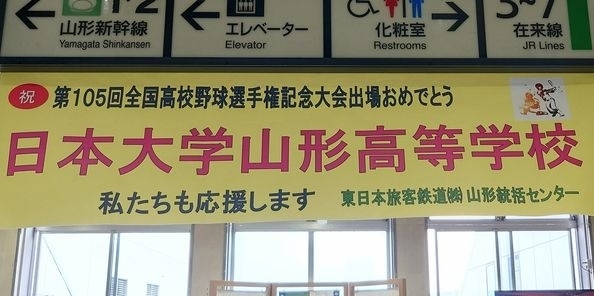 1・2
山形新幹線
Yamagata Shinkansen
エレベーター
Elevator
化粧室
Restrooms
3~7
在来線
JR Lines
祝 第105回全国高校野球選手権記念大会出場おめでとう
日本大学山形高等学校
私たちも応援します 東日本旅客鉄道㈱山形統括センター